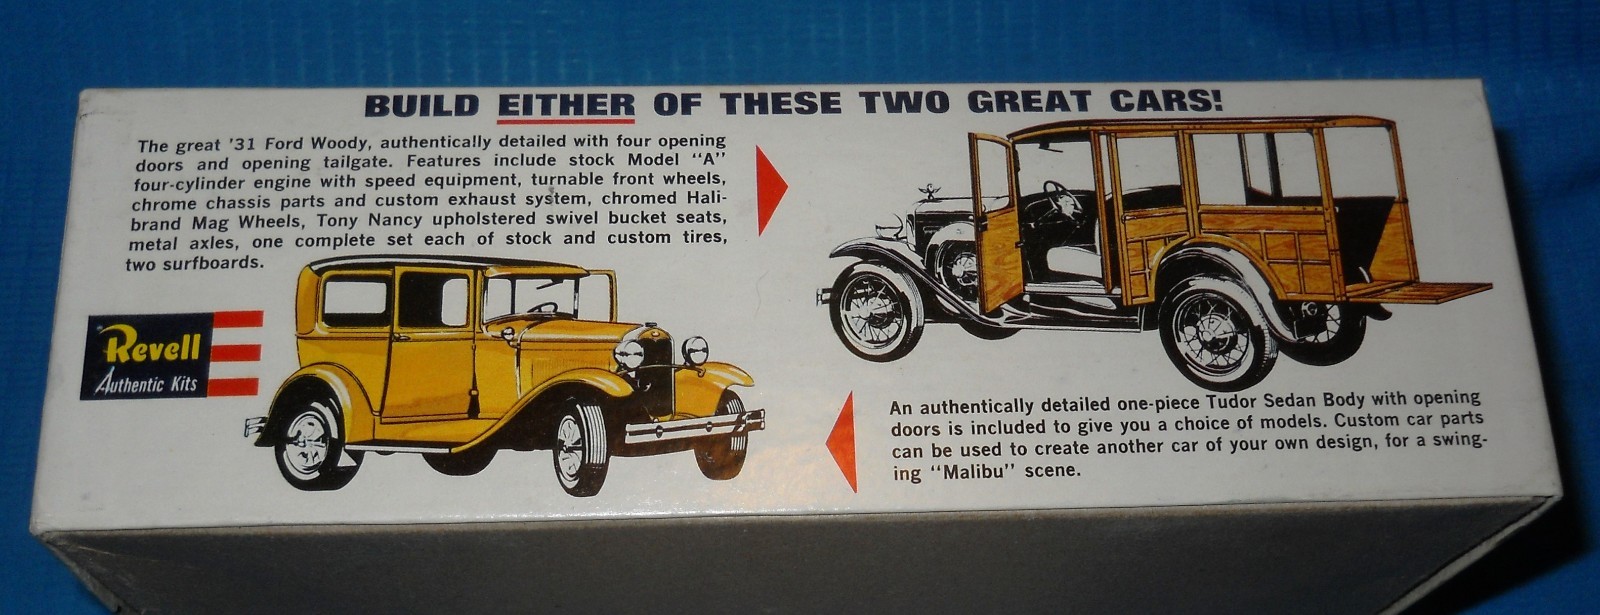 BUILD EITHER OF THESE TWO GREAT CARS!
The great '31 Ford Woody, authentically detailed with four opening
doors and opening tailgate. Features include stock Model "A"
four-cylinder engine with speed equipment, turnable front wheels,
chrome chassis parts and custom exhaust system, chromed Hali-
brand Mag Wheels, Tony Nancy upholstered swivel bucket seats,
metal axles, one complete set each of stock and custom tires,
two surfboards.
Revell
Authentic Kits
An authentically detailed one-piece Tudor Sedan Body with opening
doors is included to give you a choice of models. Custom car parts
can be used to create another car of your own design, for a swing-
ing "Malibu" scene.